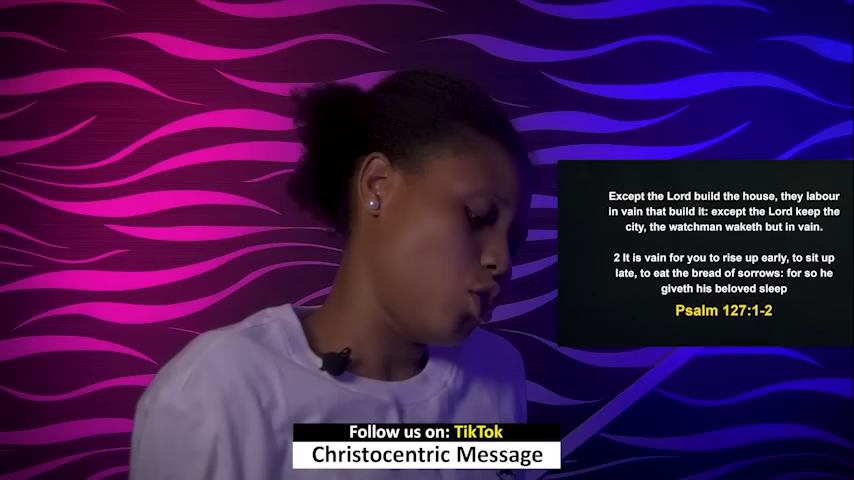 Except the Lord build the house, they labour
in vain that build it: except the Lord keep the
city, the watchman waketh but in vain.
2 It is vain for you to rise up early, to sit up
late, to eat the bread of sorrows: for so he
giveth his beloved sleep
Psalm 127:1-2
Follow us on: TikTok
Christocentric Message